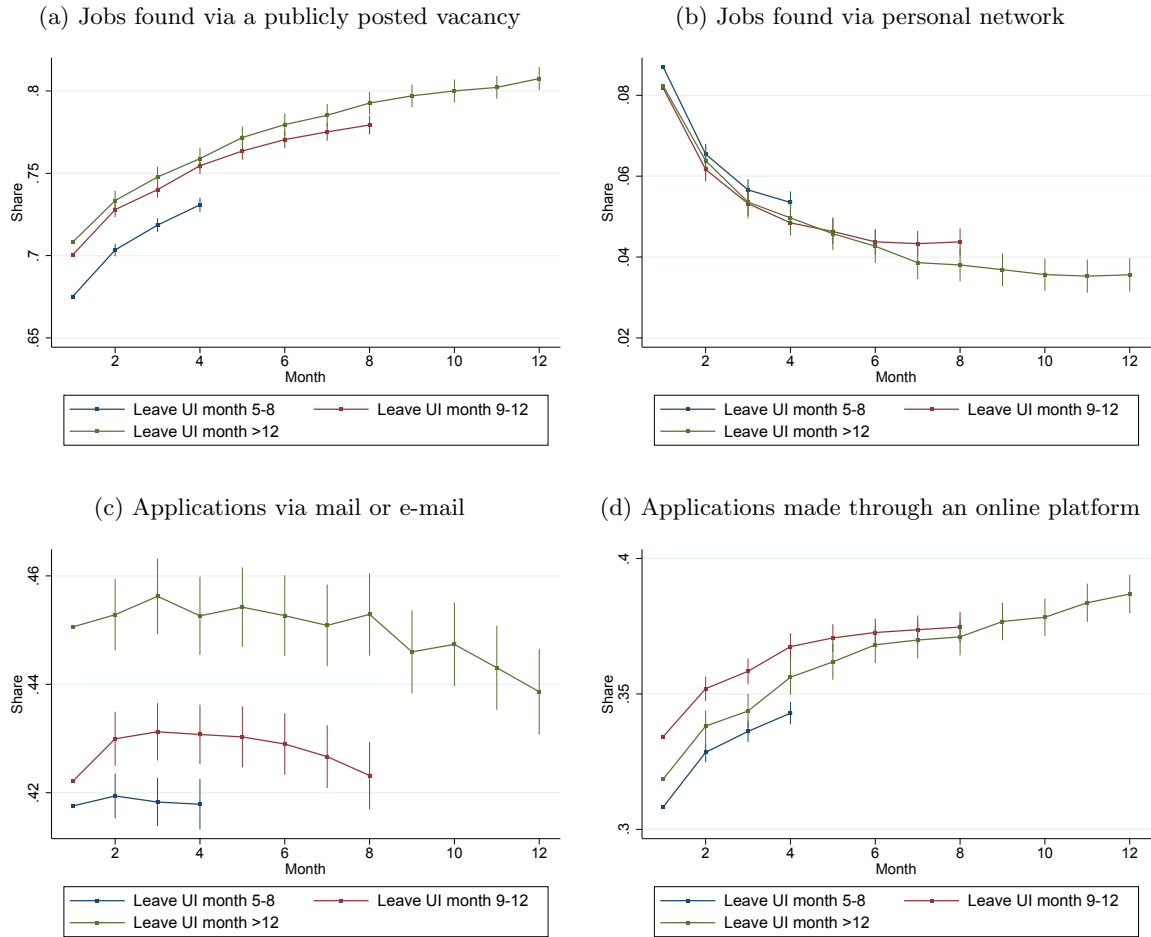 (a) Jobs found via a publicly posted vacancy
.8
.75
.7
.65
Share
2 4 6 8 10 12
Month
Leave UI month 5-8 Leave UI month 9-12
Leave UI month >12
(b) Jobs found via personal network
.08
.06
.04
.02
Share
2 4 6 8 10 12
Month
Leave UI month 5-8 Leave UI month 9-12
Leave UI month >12
(c) Applications via mail or e-mail
.46
.44
.42
Share
2 4 6 8 10 12
Month
Leave UI month 5-8 Leave UI month 9-12
Leave UI month >12
(d) Applications made through an online platform
.4
.35
.3
Share
2 4 6 8 10 12
Month
Leave UI month 5-8 Leave UI month 9-12
Leave UI month >12